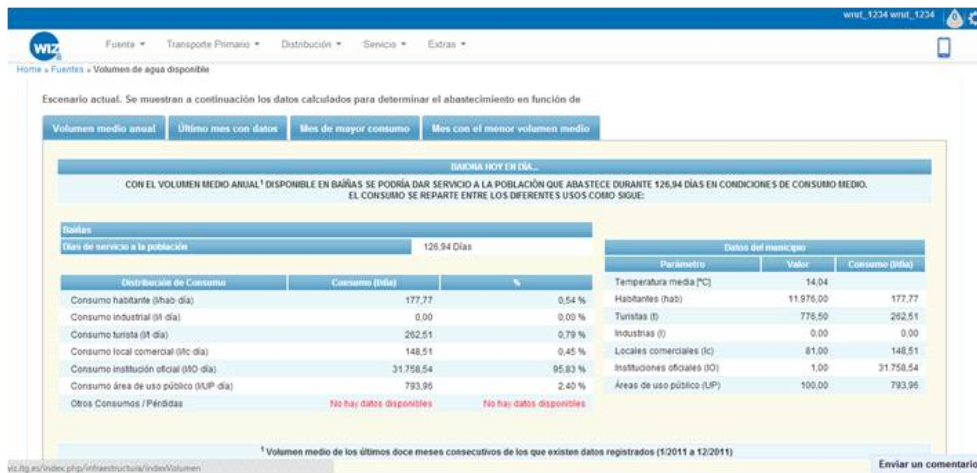 wrist_1234 wrist_1234
WIZ
Fuente Transporte Primario Distribución Servicio Extras
Home » Fuentes » Volumen de agua disponible
Escenario actual. Se muestran a continuación los datos calculados para determinar el abastecimiento en función de
Volumen medio anual Último mes con datos Mes de mayor consumo Mes con el menor volumen medio
BAIONA HOY EN DÍA...
CON EL VOLUMEN MEDIO ANUAL¹ DISPONIBLE EN BAÍÑAS SE PODRÍA DAR SERVICIO A LA POBLACIÓN QUE ABASTECE DURANTE 126,94 DÍAS EN CONDICIONES DE CONSUMO MEDIO.
EL CONSUMO SE REPARTE ENTRE LOS DIFERENTES USOS COMO SIGUE:
Baíñas
Días de servicio a la población 126,94 Días
Distribución de Consumo Consumo (l/día) %
Consumo habitante (l/hab día) 177,77 0,54 %
Consumo industrial (l/I día) 0,00 0,00 %
Consumo turista (l/t día) 262,51 0,79 %
Consumo local comercial (l/lc día) 148,51 0,45 %
Consumo institución oficial (l/IO día) 31.758,54 95,83 %
Consumo área de uso público (l/UP día) 793,96 2,40 %
Otros Consumos / Pérdidas No hay datos disponibles No hay datos disponibles
Datos del municipio
Parámetro Valor Consumo (l/día)
Temperatura media [ºC] 14,04
Habitantes (hab) 11.976,00 177,77
Turistas (t) 776,50 262,51
Industrias (I) 0,00 0,00
Locales comerciales (lc) 81,00 148,51
Instituciones oficiales (IO) 1,00 31.758,54
Áreas de uso público (UP) 100,00 793,96
¹ Volumen medio de los últimos doce meses consecutivos de los que existen datos registrados (1/2011 a 12/2011)
wiz.itg.es/index.php/infraestructura/indexVolumen
Enviar un comentario